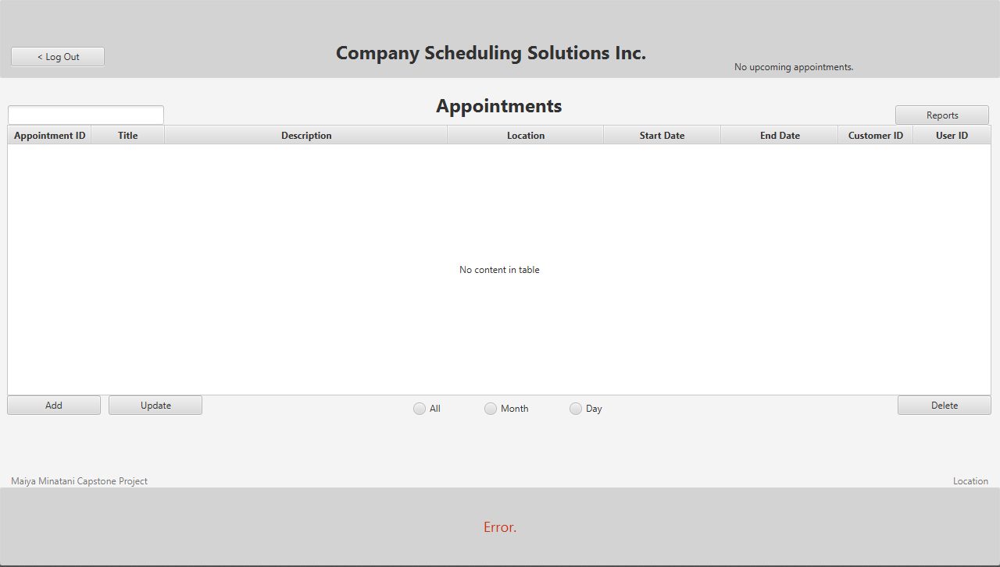 < Log Out
Company Scheduling Solutions Inc.
No upcoming appointments.
Appointments
Reports
Appointment ID Title Description Location Start Date End Date Customer ID User ID
No content in table
Add Update All Month Day Delete
Maiya Minatani Capstone Project Location
Error.